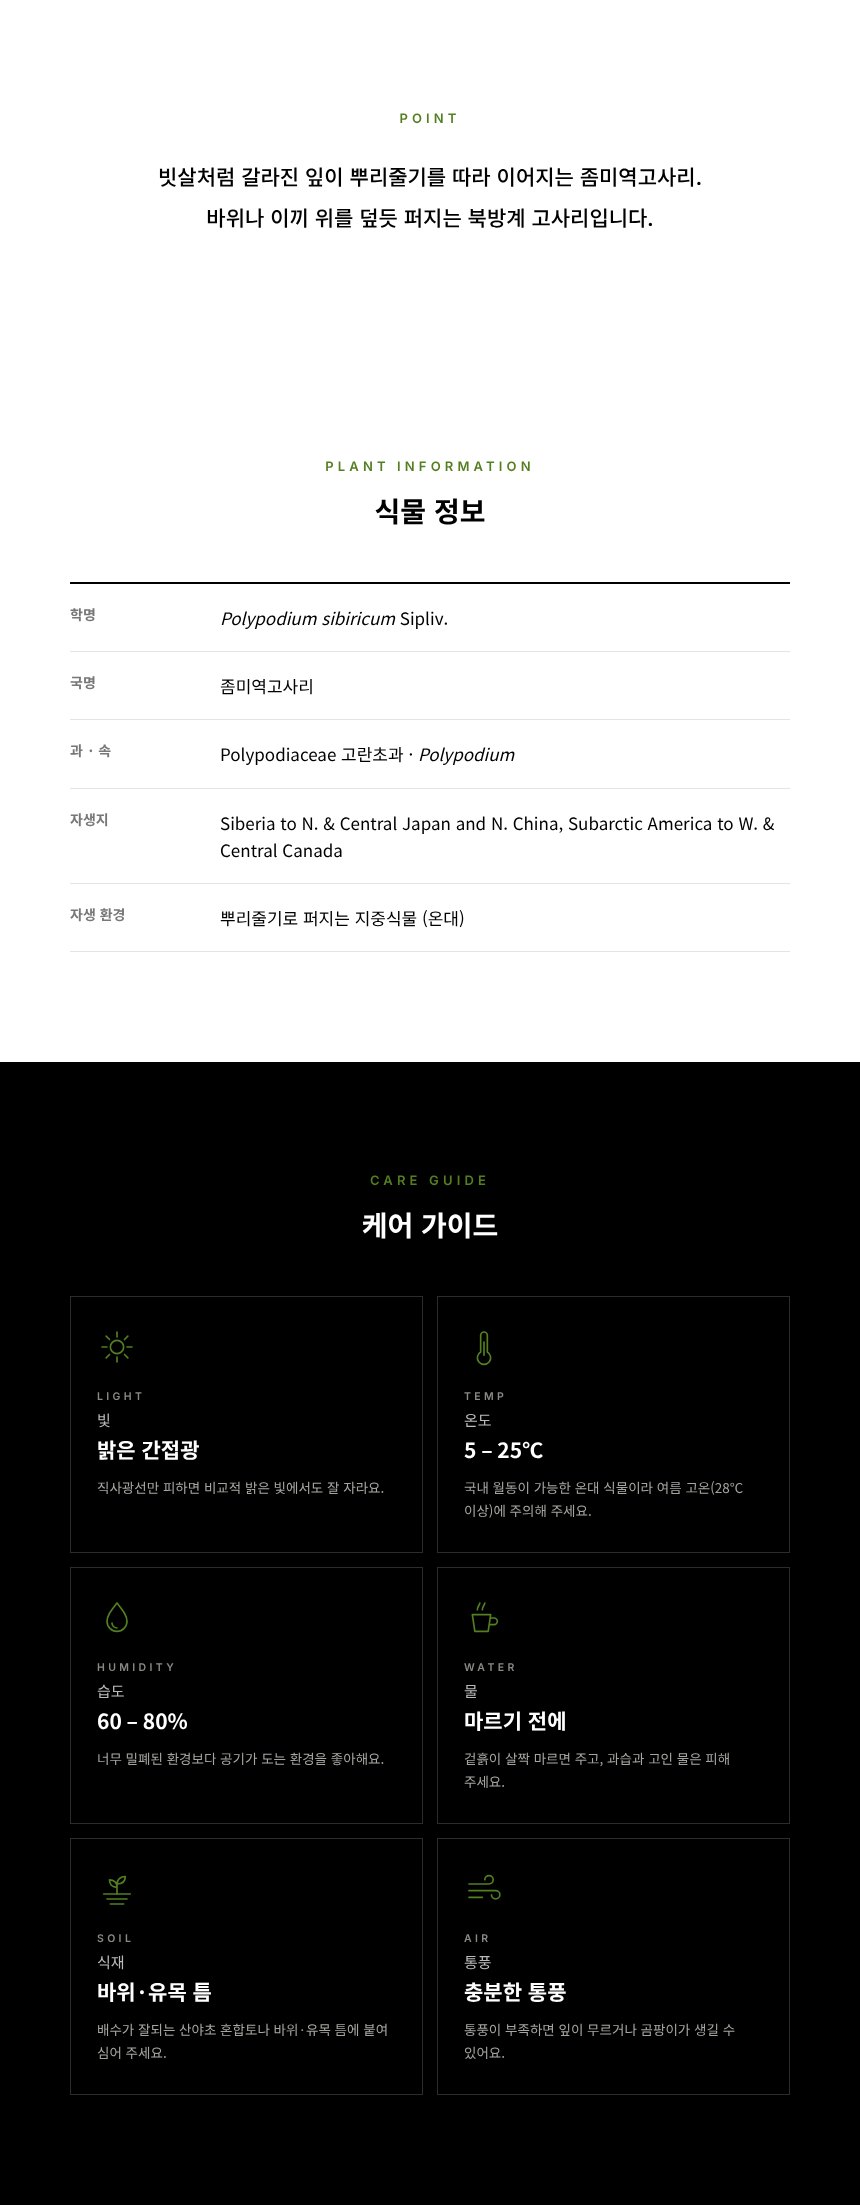 POINT
빗살처럼 갈라진 잎이 뿌리줄기를 따라 이어지는 좀미역고사리.
바위나 이끼 위를 덮듯 퍼지는 북방계 고사리입니다.
PLANT INFORMATION
식물 정보
학명 Polypodium sibiricum Sipliv.
국명 좀미역고사리
과 · 속 Polypodiaceae 고란초과 · Polypodium
자생지 Siberia to N. & Central Japan and N. China, Subarctic America to W. &
Central Canada
자생 환경 뿌리줄기로 퍼지는 지중식물 (온대)
CARE GUIDE
케어 가이드
LIGHT
빛
밝은 간접광
직사광선만 피하면 비교적 밝은 빛에서도 잘 자라요.
TEMP
온도
5 – 25℃
국내 월동이 가능한 온대 식물이라 여름 고온(28℃
이상)에 주의해 주세요.
HUMIDITY
습도
60 – 80%
너무 밀폐된 환경보다 공기가 도는 환경을 좋아해요.
WATER
물
마르기 전에
겉흙이 살짝 마르면 주고, 과습과 고인 물은 피해
주세요.
SOIL
식재
바위·유목 틈
배수가 잘되는 산야초 혼합토나 바위·유목 틈에 붙여
심어 주세요.
AIR
통풍
충분한 통풍
통풍이 부족하면 잎이 무르거나 곰팡이가 생길 수
있어요.